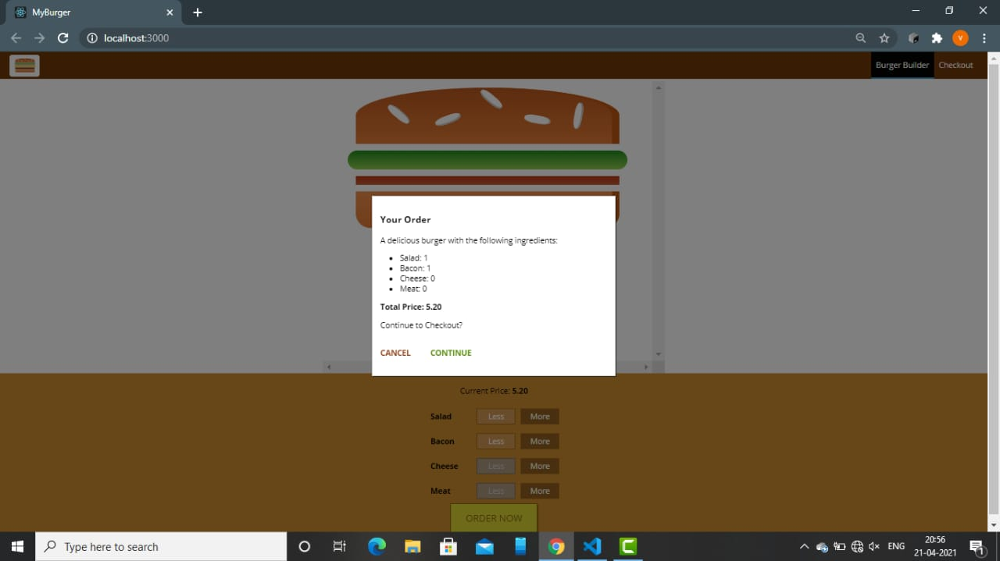 MyBurger
localhost:3000
V
Burger Builder Checkout
Your Order
A delicious burger with the following ingredients:
Salad: 1
Bacon: 1
Cheese: 0
Meat: 0
Total Price: 5.20
Continue to Checkout?
CANCEL CONTINUE
Current Price: 5.20
Salad Less More
Bacon Less More
Cheese Less More
Meat Less More
ORDER NOW
Type here to search
ENG
20:56
21-04-2021
1